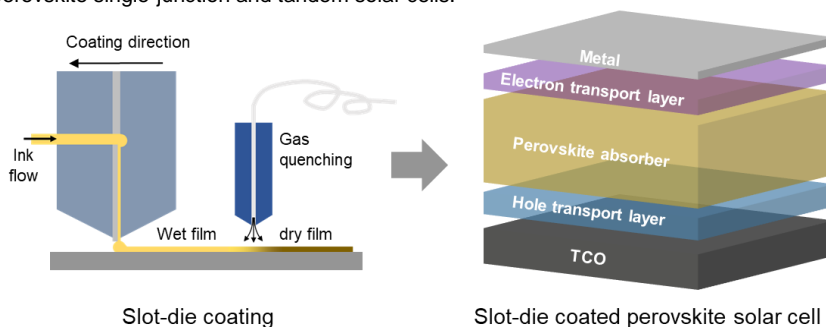 perovskite single-junction and tandem solar cells.
Coating direction
Ink
flow
Gas
quenching
Wet film
dry film
Slot-die coating
Metal
Electron transport layer
Perovskite absorber
Hole transport layer
TCO
Slot-die coated perovskite solar cell